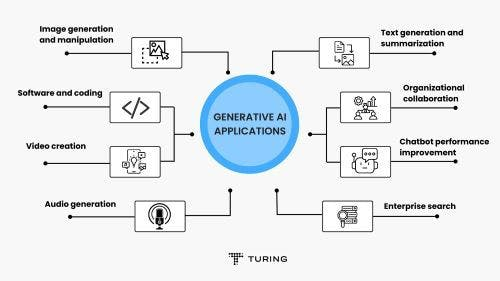 Image generation
and manipulation
Text generation and
summarization
Software and coding
</>
GENERATIVE AI
APPLICATIONS
Organizational
collaboration
Video creation
Chatbot performance
improvement
Audio generation
Enterprise search
TURING